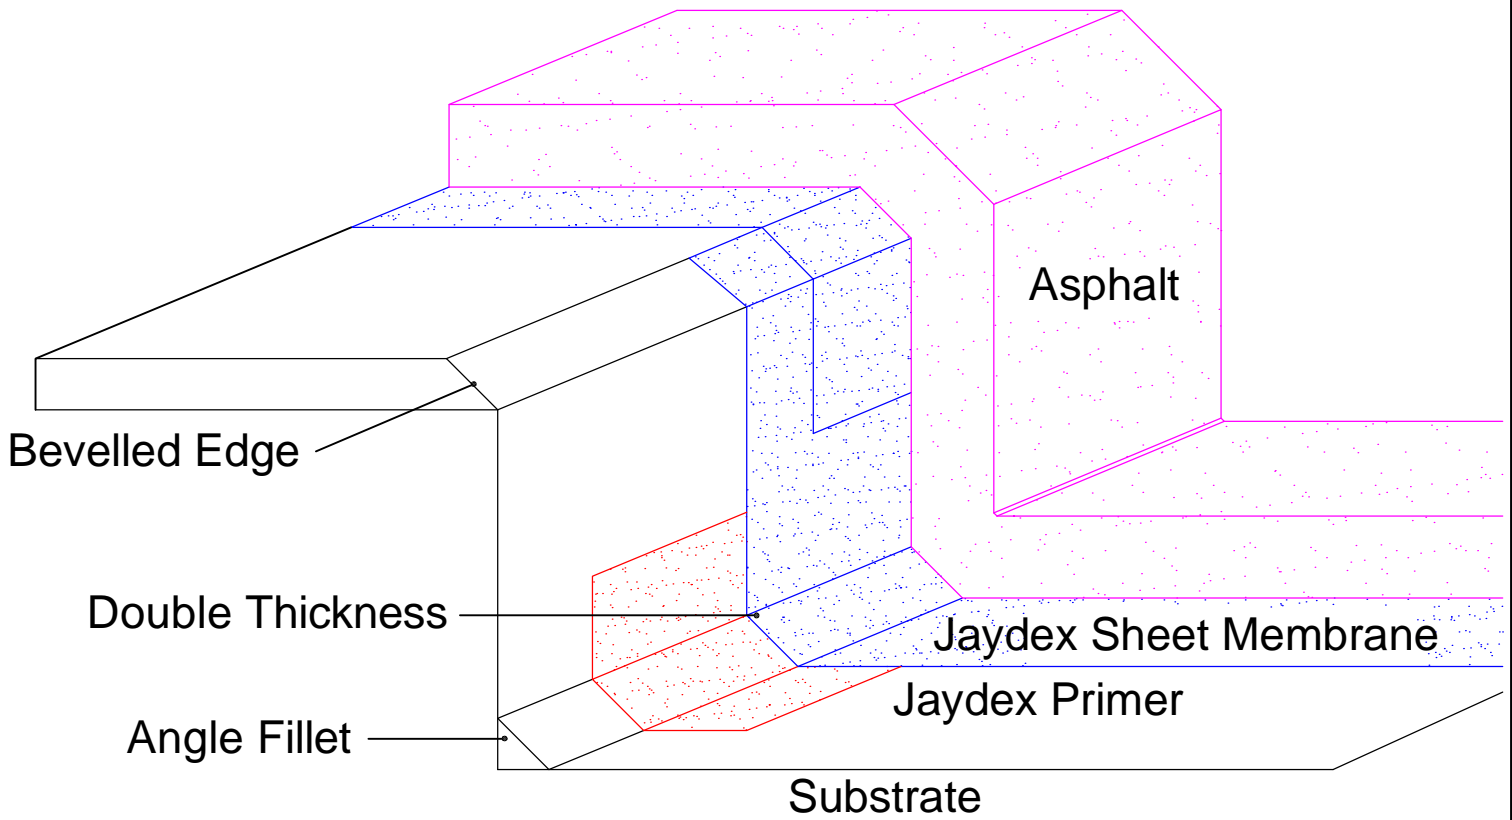 Asphalt
Bevelled Edge
Double Thickness
Jaydex Sheet Membrane
Jaydex Primer
Angle Fillet
Substrate